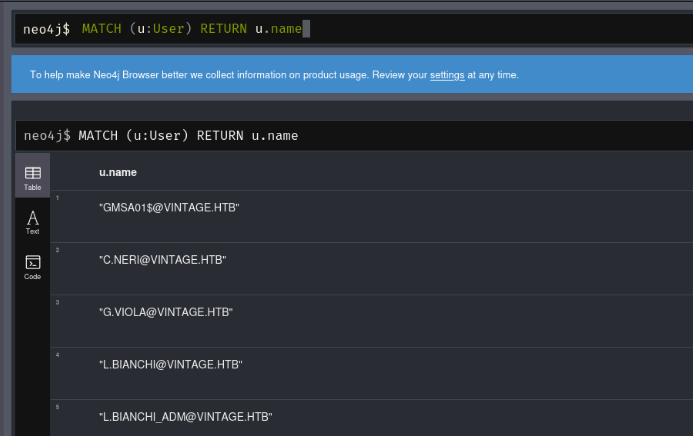 neo4j$ MATCH (u:User) RETURN u.name
To help make Neo4j Browser better we collect information on product usage. Review your settings at any time.
neo4j$ MATCH (u:User) RETURN u.name
Table
u.name
1
"GMSA01$@VINTAGE.HTB"
Text
2
"C.NERI@VINTAGE.HTB"
Code
3
"G.VIOLA@VINTAGE.HTB"
4
"L.BIANCHI@VINTAGE.HTB"
5
"L.BIANCHI_ADM@VINTAGE.HTB"